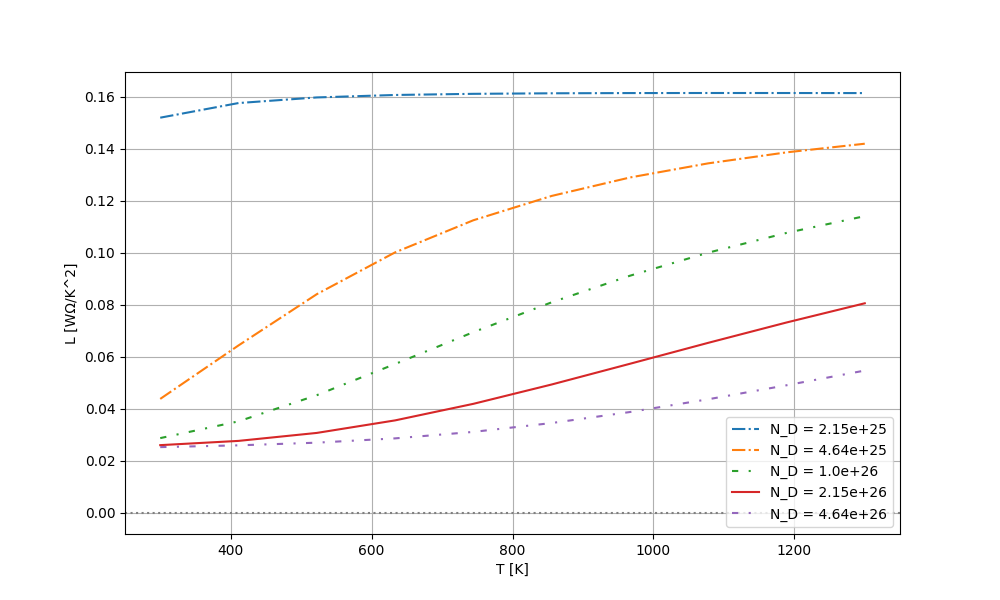 0.16
0.14
0.12
0.10
0.08
0.06
0.04
0.02
0.00
L [WΩ/K^2]
400
600
800
1000
1200
T [K]
N_D = 2.15e+25
N_D = 4.64e+25
N_D = 1.0e+26
N_D = 2.15e+26
N_D = 4.64e+26